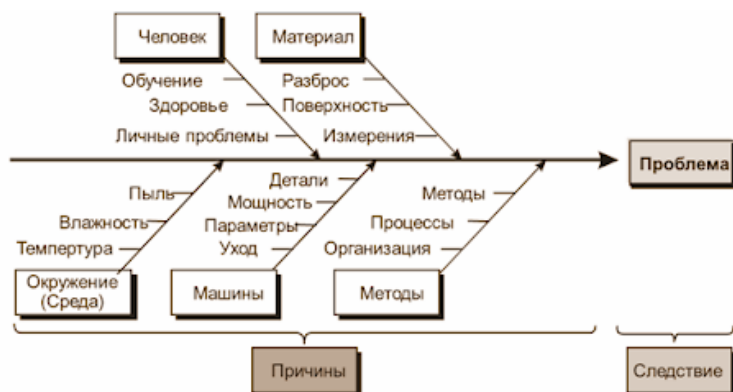 Человек
Материал
Обучение
Здоровье
Личные проблемы
Разброс
Поверхность
Измерения
Проблема
Пыль
Влажность
Темпертура
Детали
Мощность
Параметры
Уход
Методы
Процессы
Организация
Окружение
(Среда)
Машины
Методы
Причины
Следствие